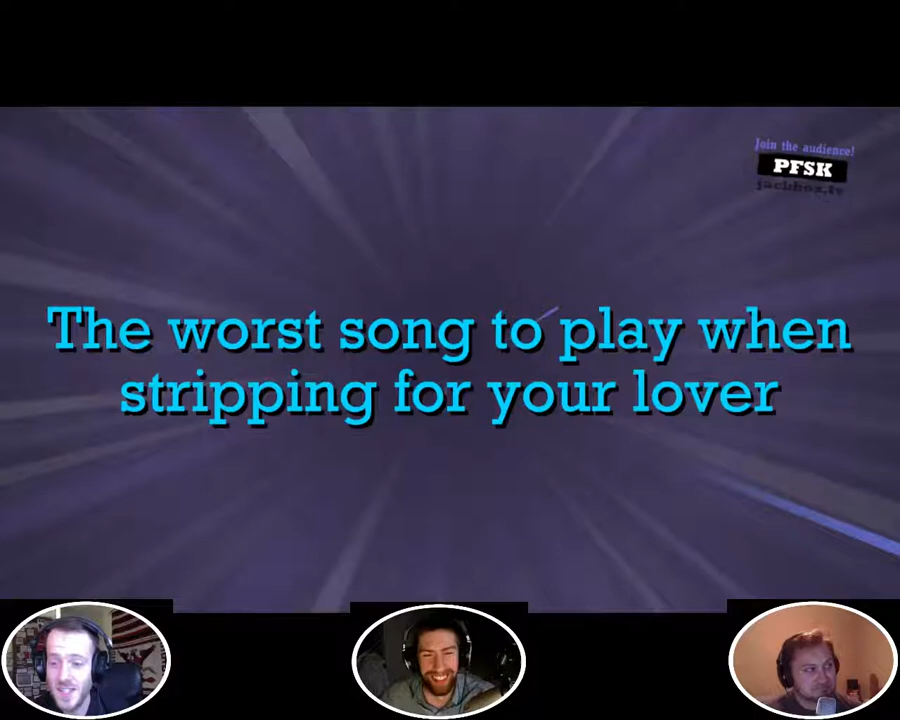 Join the audience!
PFSK
jackbox.tv
The worst song to play when
stripping for your lover